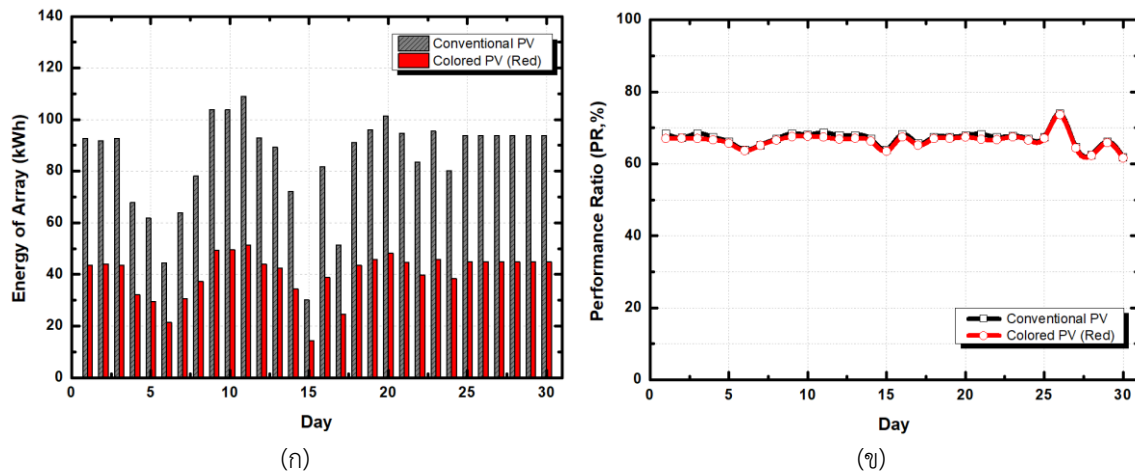 140
120
100
80
60
40
20
0
Energy of Array (kWh)
Conventional PV
Colored PV (Red)
0 5 10 15 20 25 30
Day
(ก)
100
80
60
40
20
0
Performance Ratio (PR,%)
Conventional PV
Colored PV (Red)
0 5 10 15 20 25 30
Day
(ข)